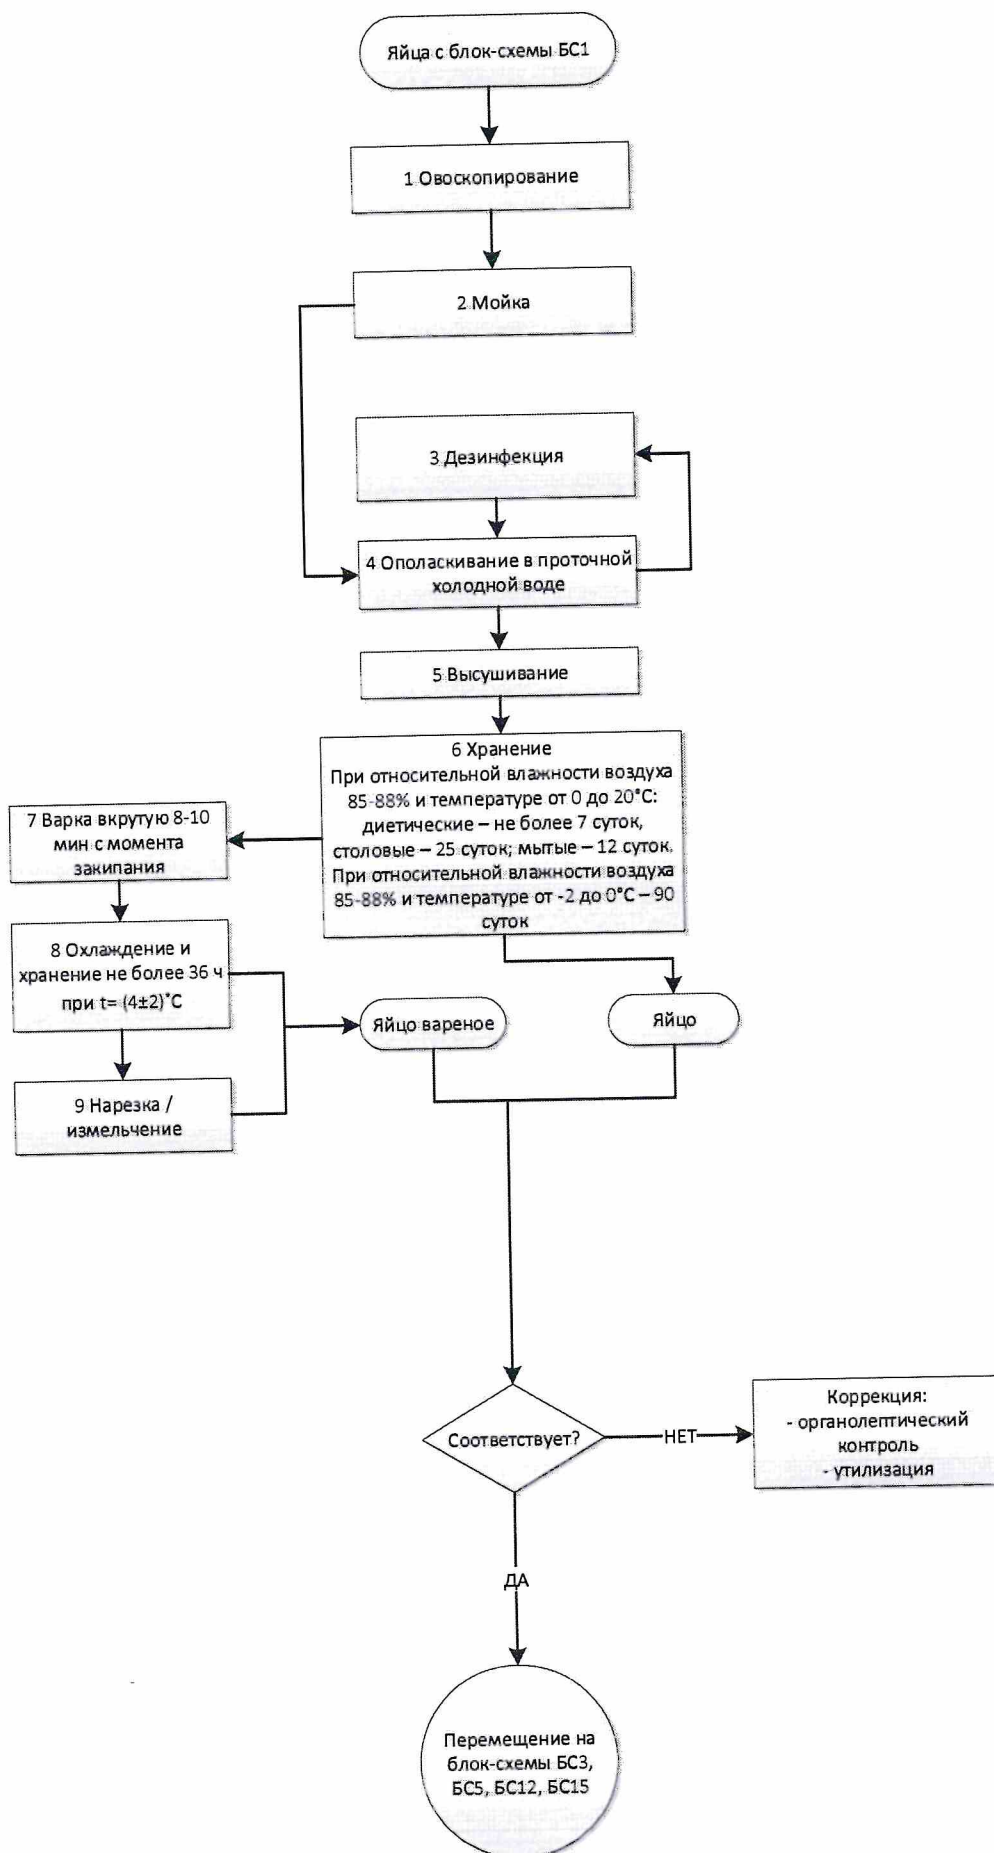 Яйца с блок-схемы БС1
1 Овоскопирование
2 Мойка
3 Дезинфекция
4 Ополаскивание в проточной
холодной воде
5 Высушивание
6 Хранение
При относительной влажности воздуха
85-88% и температуре от 0 до 20°С:
диетические – не более 7 суток,
столовые – 25 суток; мытые – 12 суток.
При относительной влажности воздуха
85-88% и температуре от -2 до 0°С – 90
суток
7 Варка вкрутую 8-10
мин с момента
закипания
8 Охлаждение и
хранение не более 36 ч
при t= (4±2)°С
9 Нарезка /
измельчение
Яйцо вареное
Яйцо
Соответствует?
НЕТ
Коррекция:
- органолептический
контроль
- утилизация
ДА
Перемещение на
блок-схемы БС3,
БС5, БС12, БС15